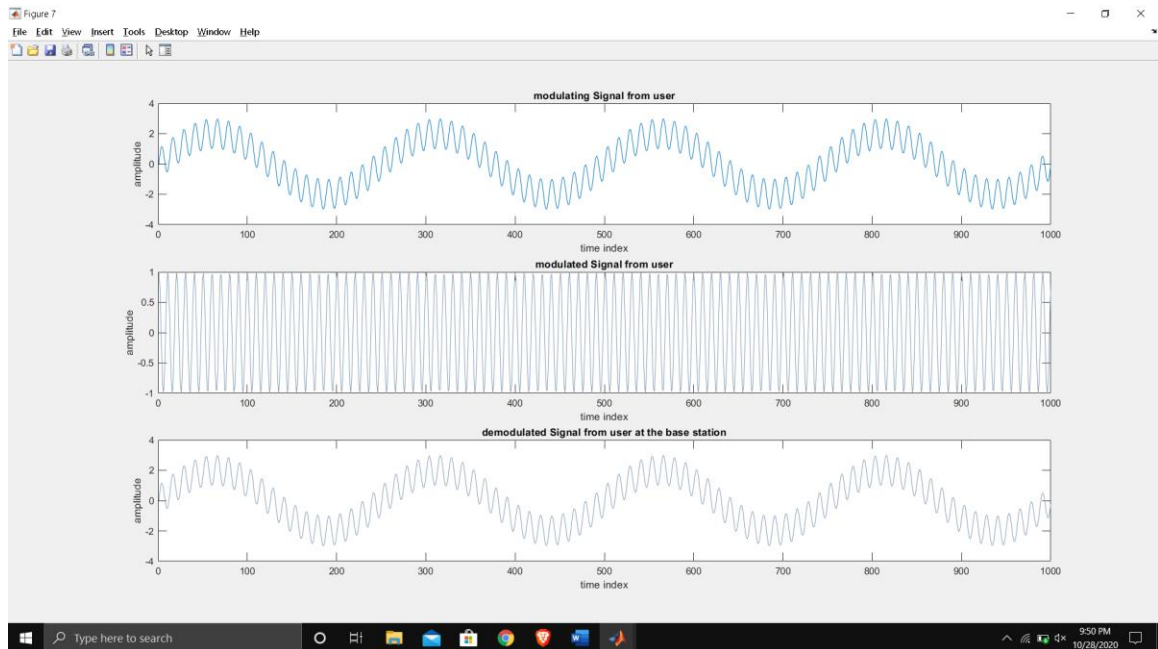 Figure 7
File Edit View Insert Tools Desktop Window Help
modulating Signal from user
4
2
0
-2
-4
amplitude
0 100 200 300 400 500 600 700 800 900 1000
time index
modulated Signal from user
1
0.5
0
-0.5
-1
amplitude
0 100 200 300 400 500 600 700 800 900 1000
time index
demodulated Signal from user at the base station
4
2
0
-2
-4
amplitude
0 100 200 300 400 500 600 700 800 900 1000
time index
Type here to search
W
9:50 PM
10/28/2020